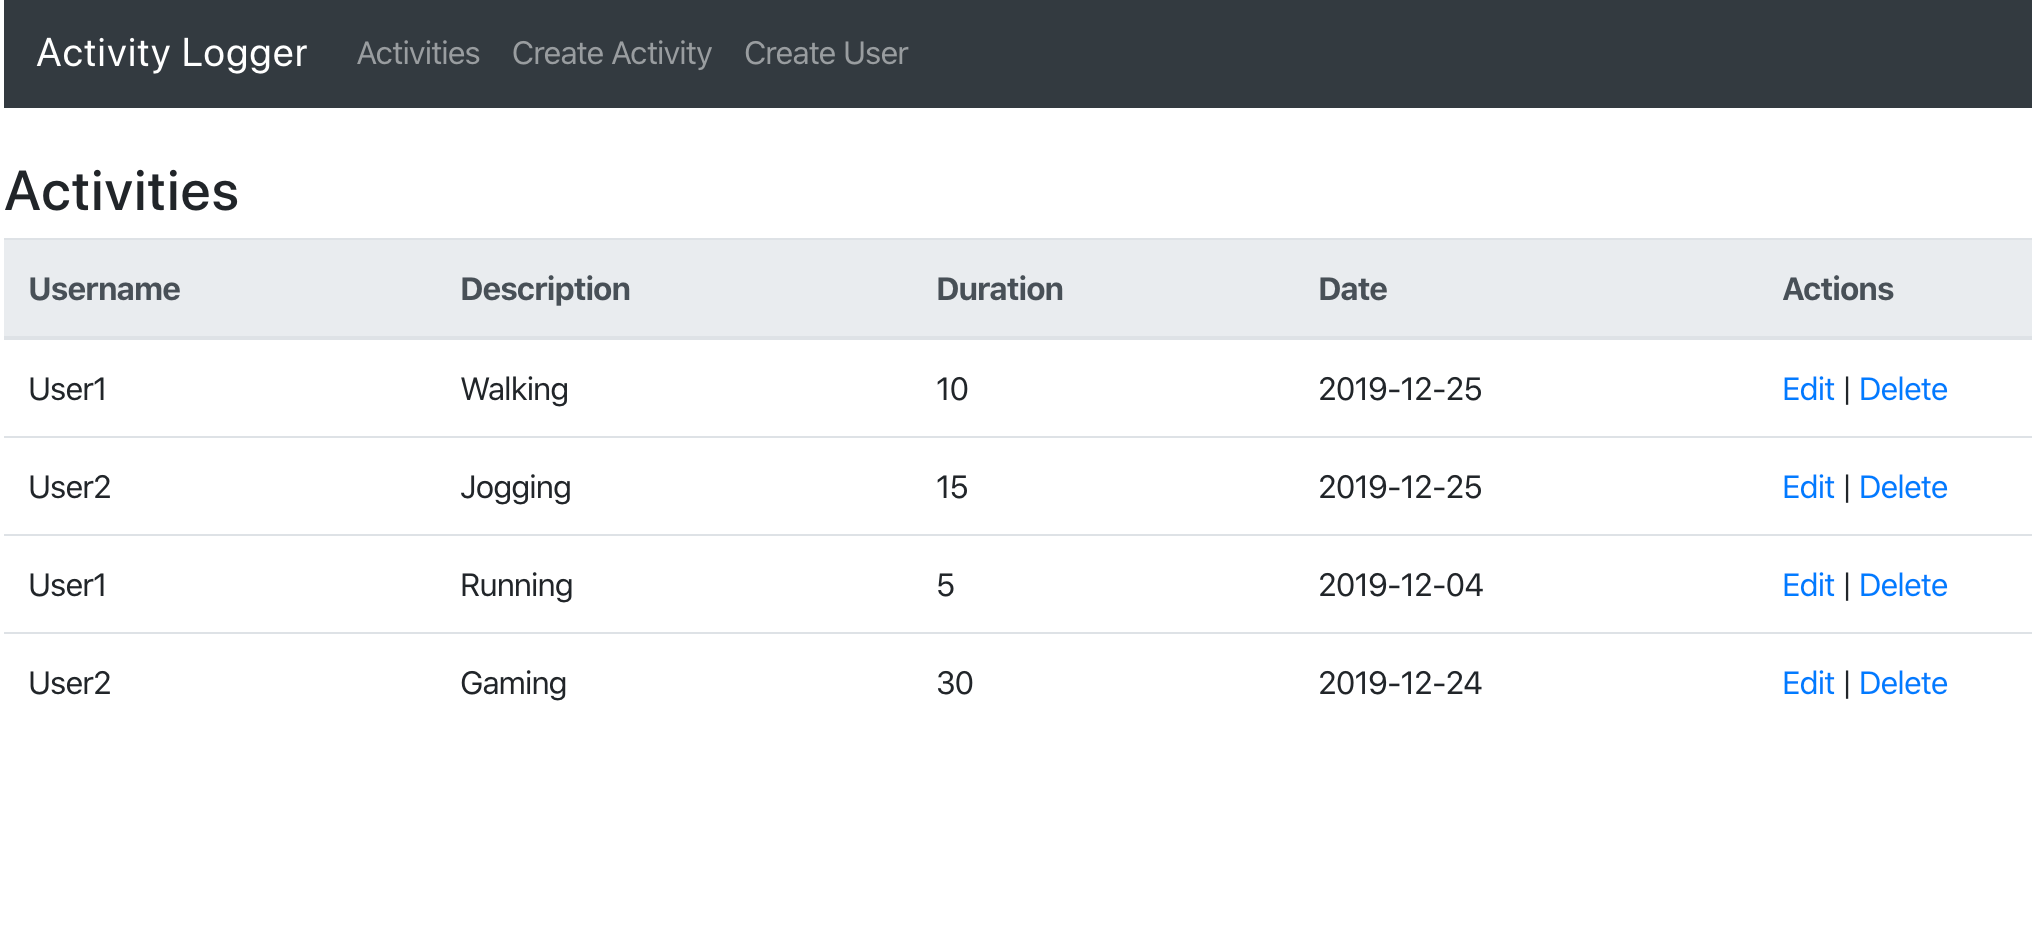 Activity Logger Activities Create Activity Create User
Activities
Username Description Duration Date Actions
User1 Walking 10 2019-12-25 Edit | Delete
User2 Jogging 15 2019-12-25 Edit | Delete
User1 Running 5 2019-12-04 Edit | Delete
User2 Gaming 30 2019-12-24 Edit | Delete